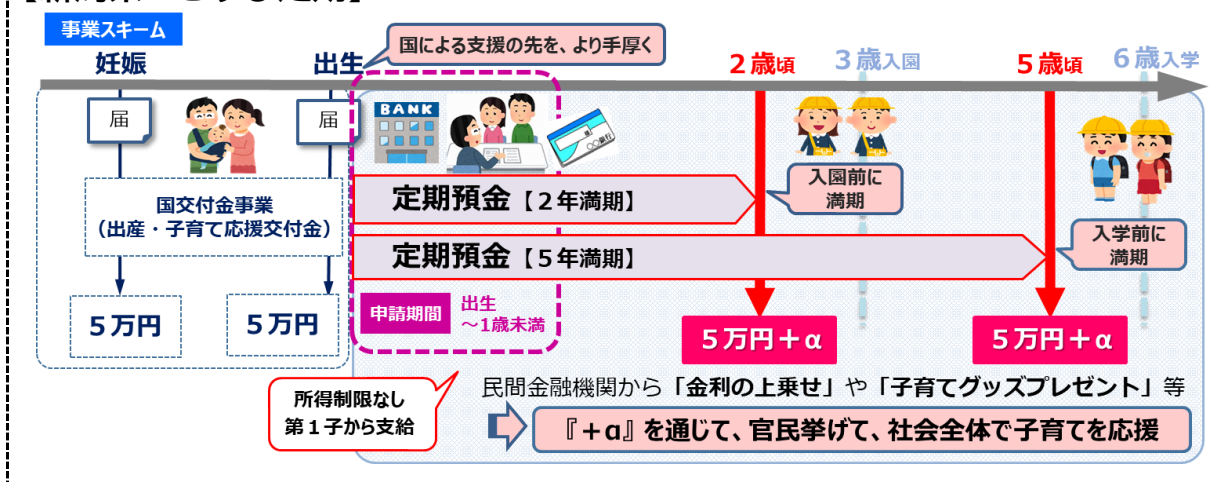 事業スキーム
国による支援の先を、より手厚く
妊娠
出生
2歳頃
3歳入園
5歳頃
6歳入学
届
届
BANK
〇〇銀行
定期預金【2年満期】
入園前に
満期
国交付金事業
(出産・子育て応援交付金)
定期預金【5年満期】
入学前に
満期
5万円
5万円
申請期間
出生
~1歳未満
5万円+α
5万円+α
所得制限なし
第1子から支給
民間金融機関から「金利の上乗せ」や「子育てグッズプレゼント」等
『+α』を通じて、官民挙げて、社会全体で子育てを応援